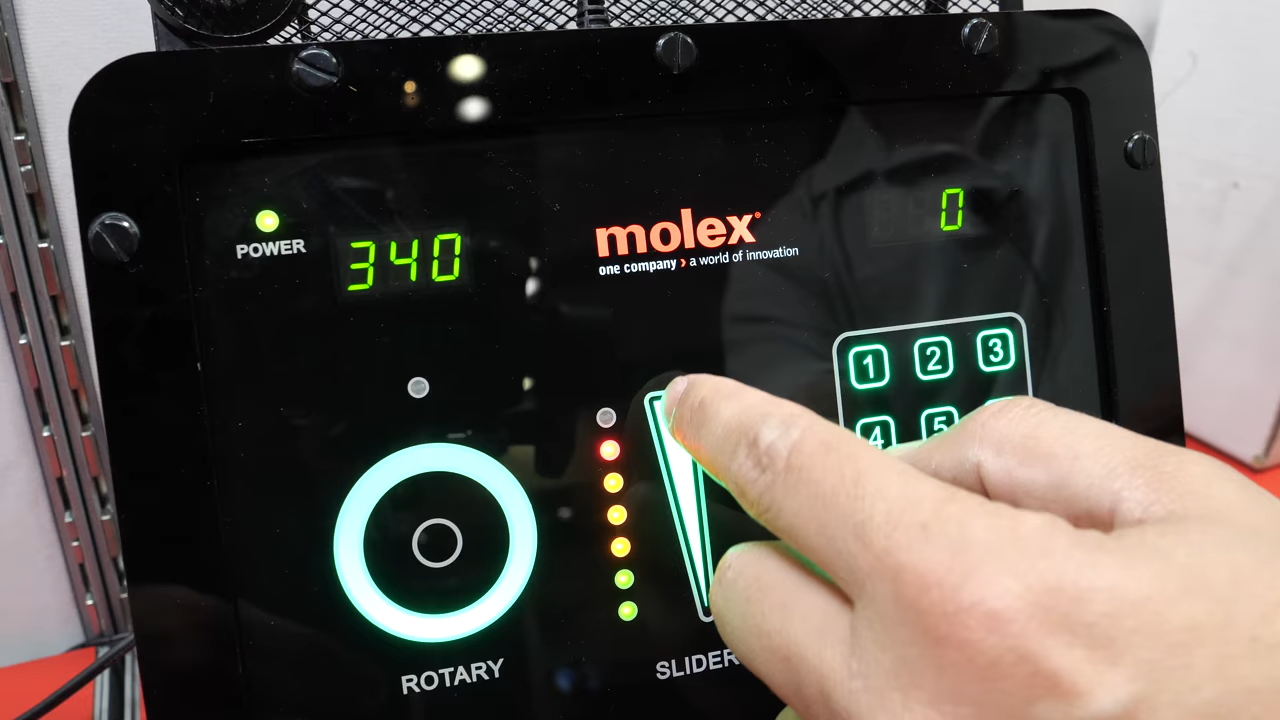 POWER
340
molex®
one company › a world of innovation
0
1 2 3
4 5
ROTARY
SLIDER